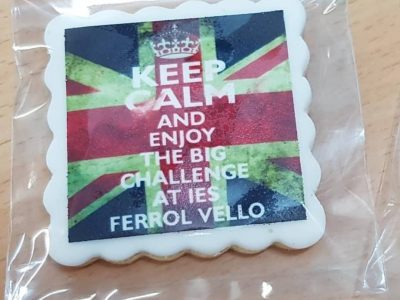 KEEP
CALM
AND
ENJOY
THE BIG
CHALLENGE
AT IES
FERROL VELLO